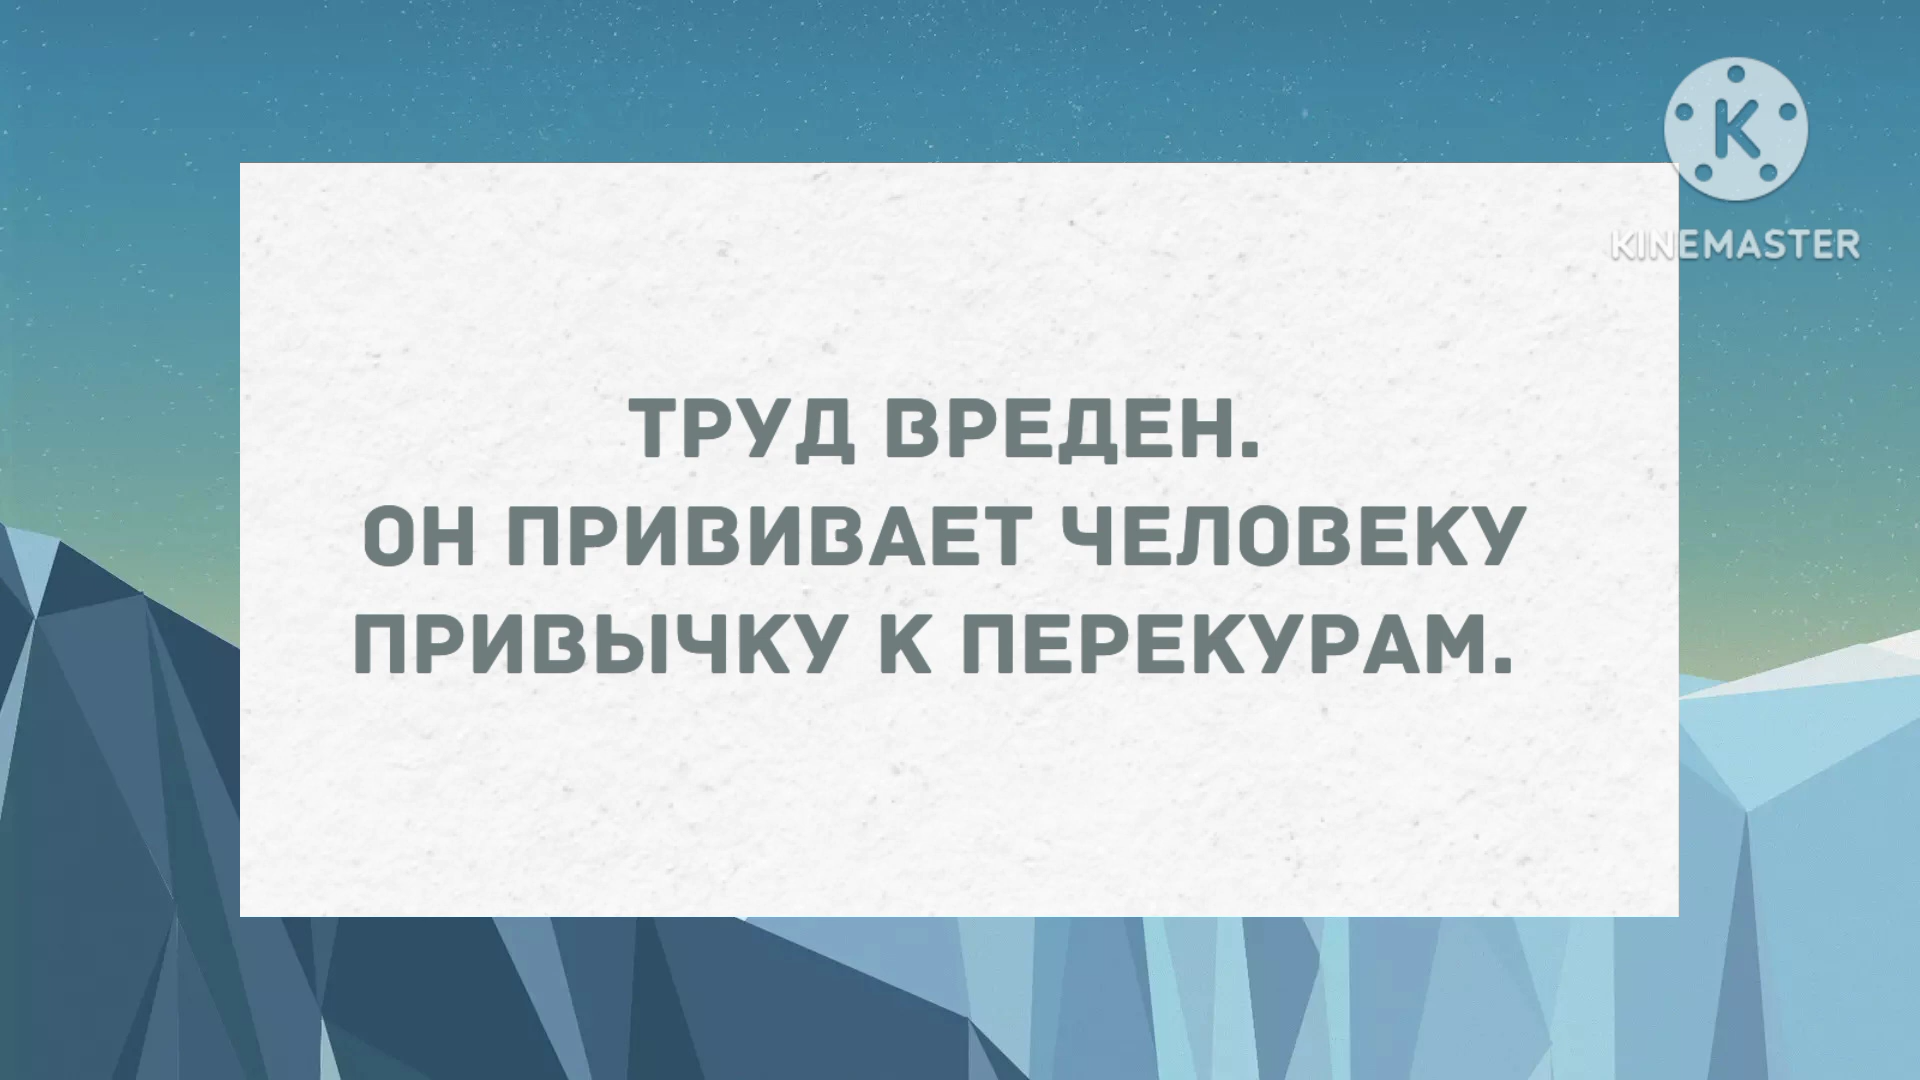 K
KINEMASTER
ТРУД ВРЕДЕН.
ОН ПРИВИВАЕТ ЧЕЛОВЕКУ
ПРИВЫЧКУ К ПЕРЕКУРАМ.